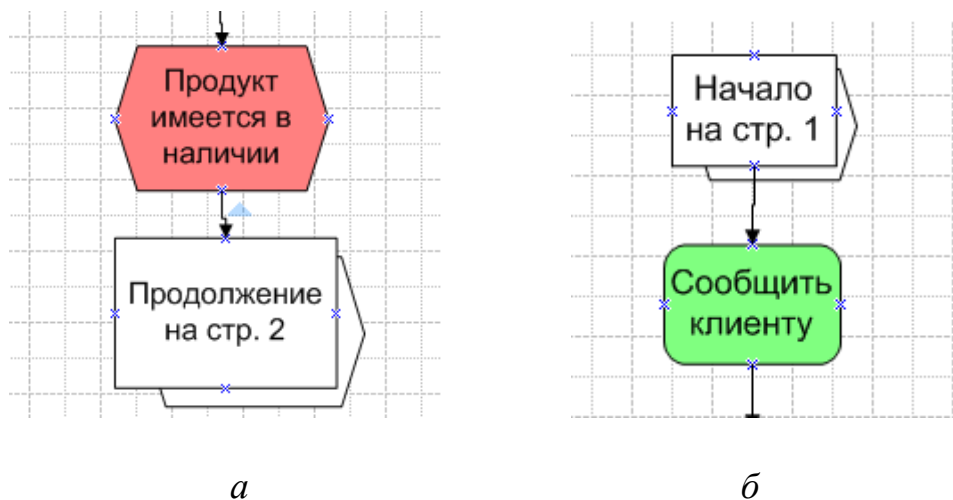 Продукт
имеется в
наличии
Продолжение
на стр. 2
Начало
на стр. 1
Сообщить
клиенту
а
б